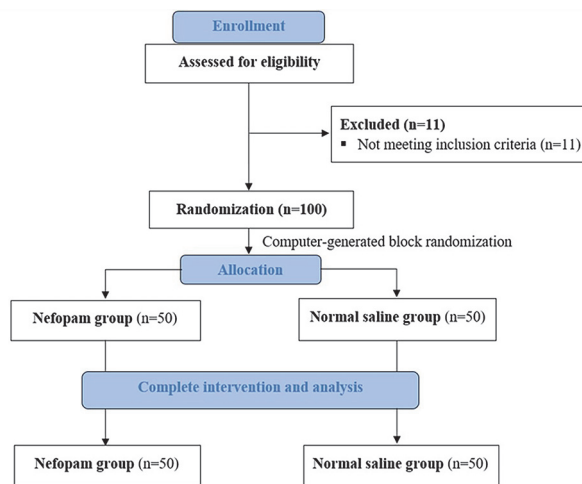 Enrollment
Assessed for eligibility
Excluded (n=11)
▪ Not meeting inclusion criteria (n=11)
Randomization (n=100)
Computer-generated block randomization
Allocation
Nefopam group (n=50)
Normal saline group (n=50)
Complete intervention and analysis
Nefopam group (n=50)
Normal saline group (n=50)